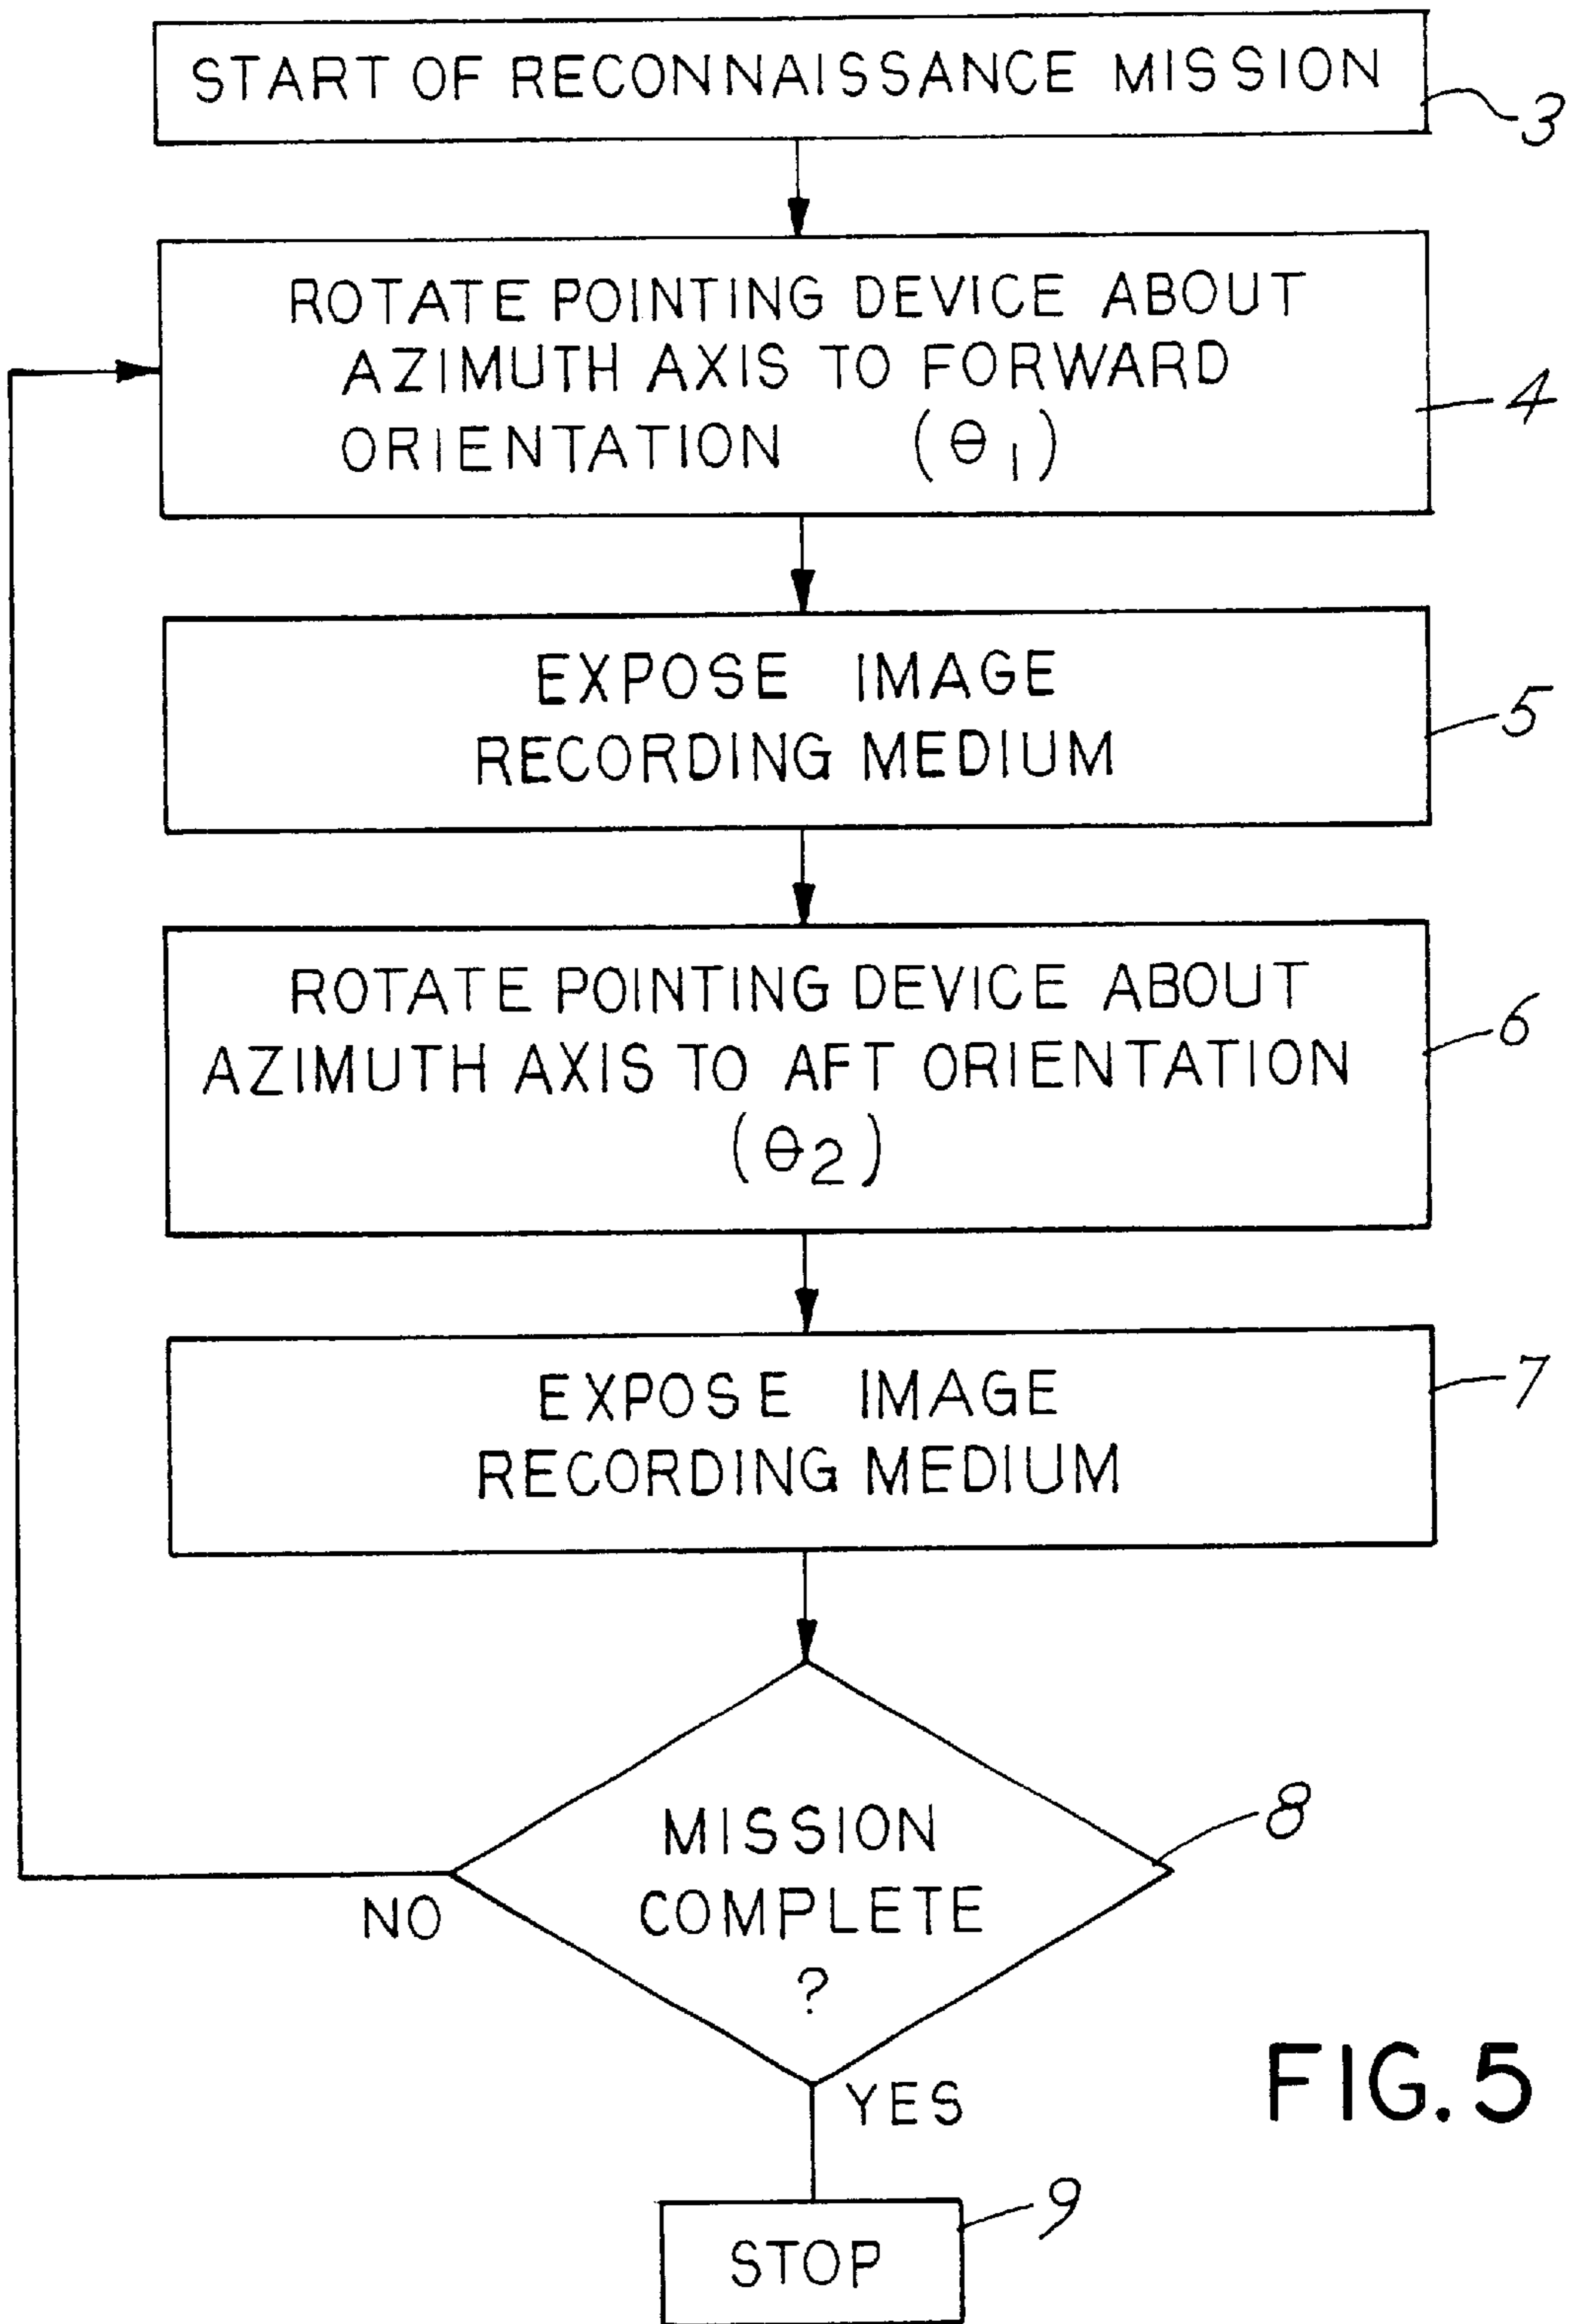 START OF RECONNAISSANCE MISSION
3
ROTATE POINTING DEVICE ABOUT
AZIMUTH AXIS TO FORWARD
ORIENTATION (θ1)
4
EXPOSE IMAGE
RECORDING MEDIUM
5
ROTATE POINTING DEVICE ABOUT
AZIMUTH AXIS TO AFT ORIENTATION
(θ2)
6
EXPOSE IMAGE
RECORDING MEDIUM
7
MISSION
COMPLETE
?
8
NO
YES
STOP
9
FIG. 5